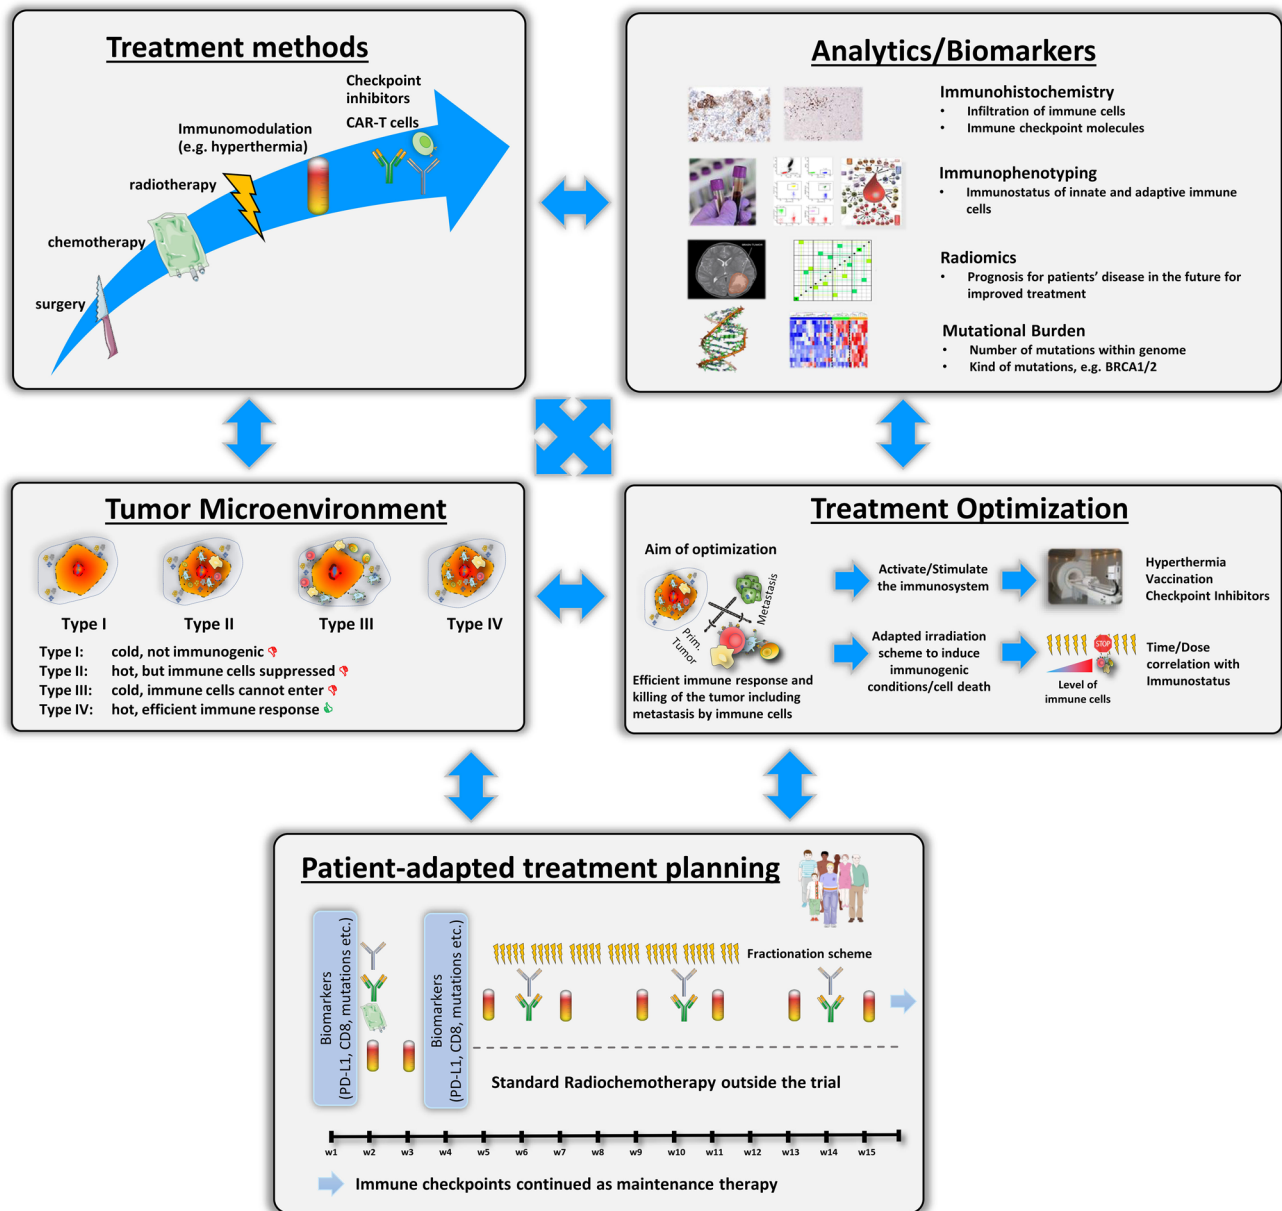 Treatment methods
Checkpoint
inhibitors
CAR-T cells
Immunomodulation
(e.g. hyperthermia)
radiotherapy
chemotherapy
surgery
Analytics/Biomarkers
Immunohistochemistry
• Infiltration of immune cells
• Immune checkpoint molecules
Immunophenotyping
• Immunostatus of innate and adaptive immune
cells
Radiomics
• Prognosis for patients' disease in the future for
improved treatment
Mutational Burden
• Number of mutations within genome
• Kind of mutations, e.g. BRCA1/2
Tumor Microenvironment
Type I Type II Type III Type IV
Type I: cold, not immunogenic
Type II: hot, but immune cells suppressed
Type III: cold, immune cells cannot enter
Type IV: hot, efficient immune response
Treatment Optimization
Aim of optimization
Metastasis
Prim.
Tumor
Efficient immune response and
killing of the tumor including
metastasis by immune cells
Activate/Stimulate
the immunosystem
Hyperthermia
Vaccination
Checkpoint Inhibitors
Adapted irradiation
scheme to induce
immunogenic
conditions/cell death
STOP
Level of
immune cells
Time/Dose
correlation with
Immunostatus
Patient-adapted treatment planning
Biomarkers
(PD-L1, CD8, mutations etc.)
Biomarkers
(PD-L1, CD8, mutations etc.)
Fractionation scheme
Standard Radiochemotherapy outside the trial
w1 w2 w3 w4 w5 w6 w7 w8 w9 w10 w11 w12 w13 w14 w15
Immune checkpoints continued as maintenance therapy